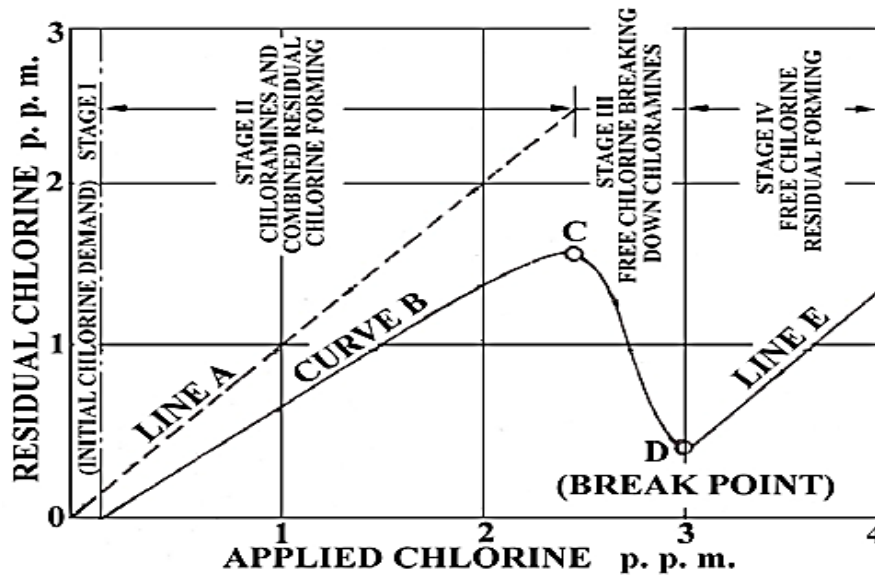 3
2
1
0
RESIDUAL CHLORINE p. p. m.
(INITIAL CHLORINE DEMAND) STAGE I
STAGE II
CHLORAMINES AND
COMBINED RESIDUAL
CHLORINE FORMING
STAGE III
FREE CHLORINE BREAKING
DOWN CHLORAMINES
STAGE IV
FREE CHLORINE
RESIDUAL FORMING
LINE A
CURVE B
C
LINE E
D
(BREAK POINT)
1
2
3
4
APPLIED CHLORINE p. p. m.